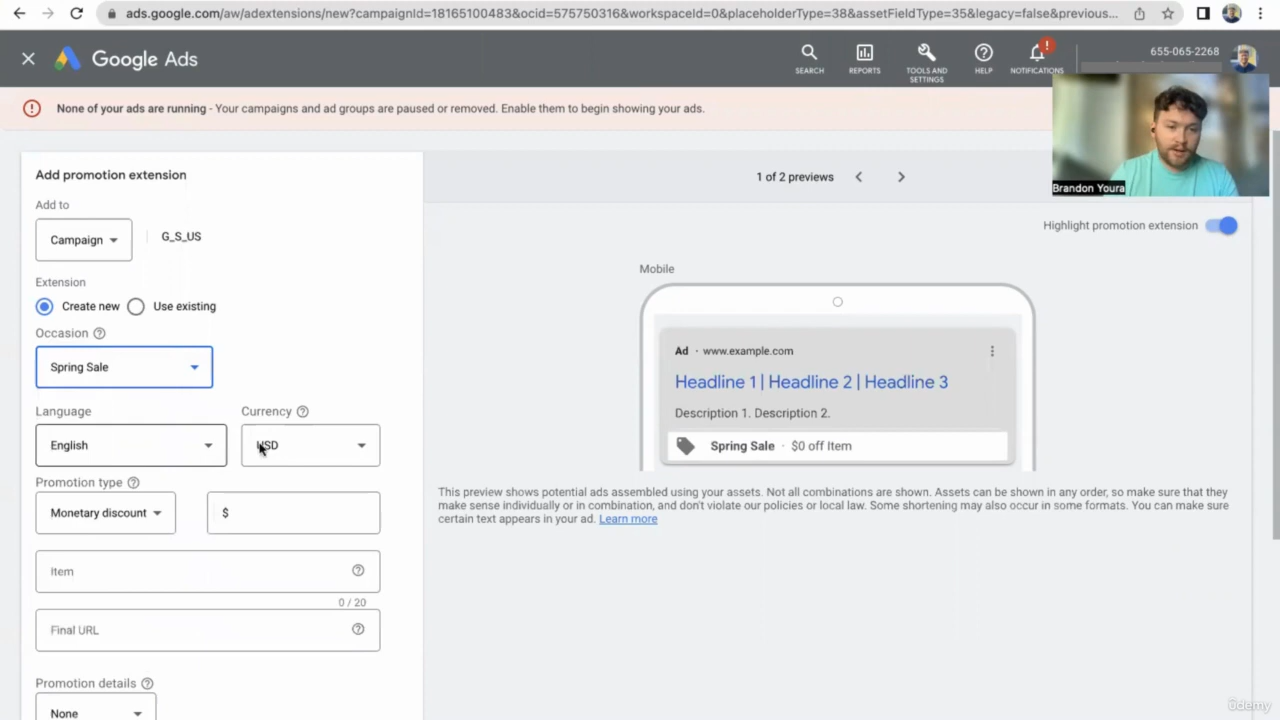 ads.google.com/aw/adextensions/new?campaignId=18165100483&ocid=575750316&workspaceId=0&placeholderType=38&assetFieldType=35&legacy=false&previous...
Google Ads
SEARCH
REPORTS
TOOLS AND
SETTINGS
HELP
!
NOTIFICATIONS
655-065-2268
None of your ads are running - Your campaigns and ad groups are paused or removed. Enable them to begin showing your ads.
Brandon Youra
Add promotion extension
Add to
Campaign
G_S_US
Extension
Create new
Use existing
Occasion
Spring Sale
Language
Currency
English
USD
Promotion type
Monetary discount
$
Item
0 / 20
Final URL
Promotion details
None
1 of 2 previews
Highlight promotion extension
Mobile
Ad · www.example.com
Headline 1 | Headline 2 | Headline 3
Description 1. Description 2.
Spring Sale · $0 off Item
This preview shows potential ads assembled using your assets. Not all combinations are shown. Assets can be shown in any order, so make sure that they
make sense individually or in combination, and don't violate our policies or local law. Some shortening may also occur in some formats. You can make sure
certain text appears in your ad. Learn more
ûdemy